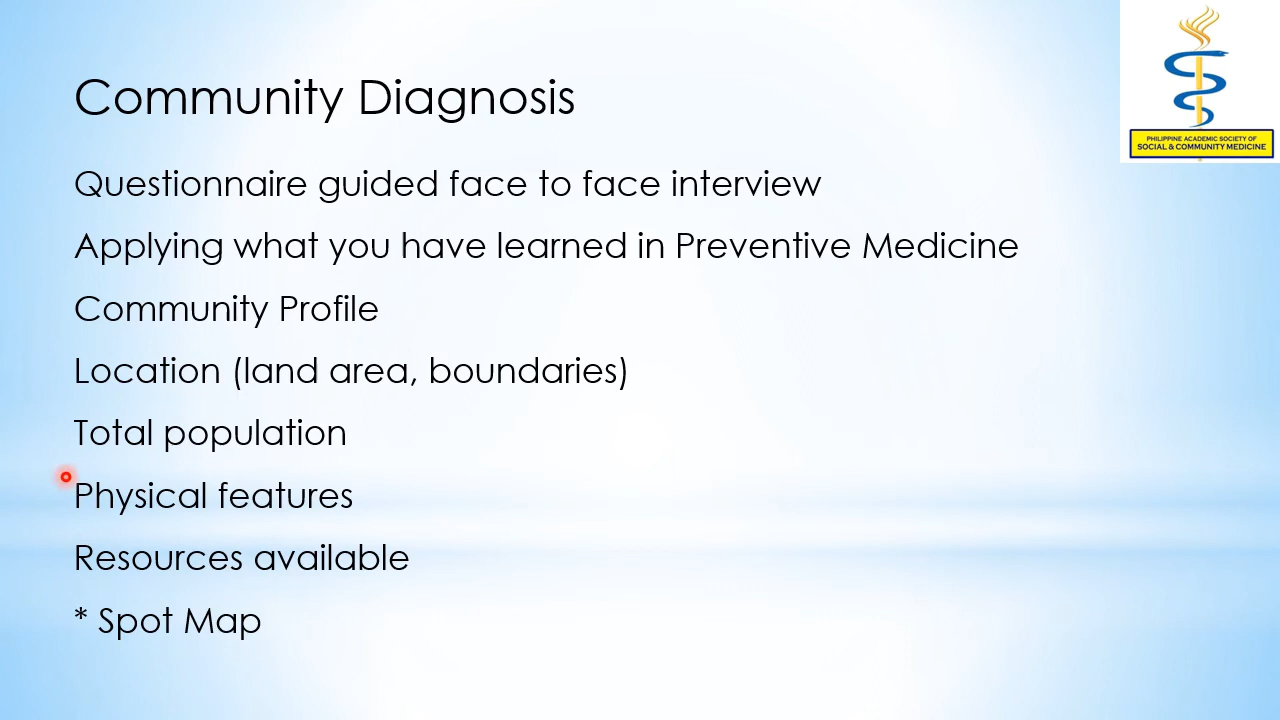 Community Diagnosis
PHILIPPINE ACADEMIC SOCIETY OF
SOCIAL & COMMUNITY MEDICINE
Questionnaire guided face to face interview
Applying what you have learned in Preventive Medicine
Community Profile
Location (land area, boundaries)
Total population
Physical features
Resources available
* Spot Map